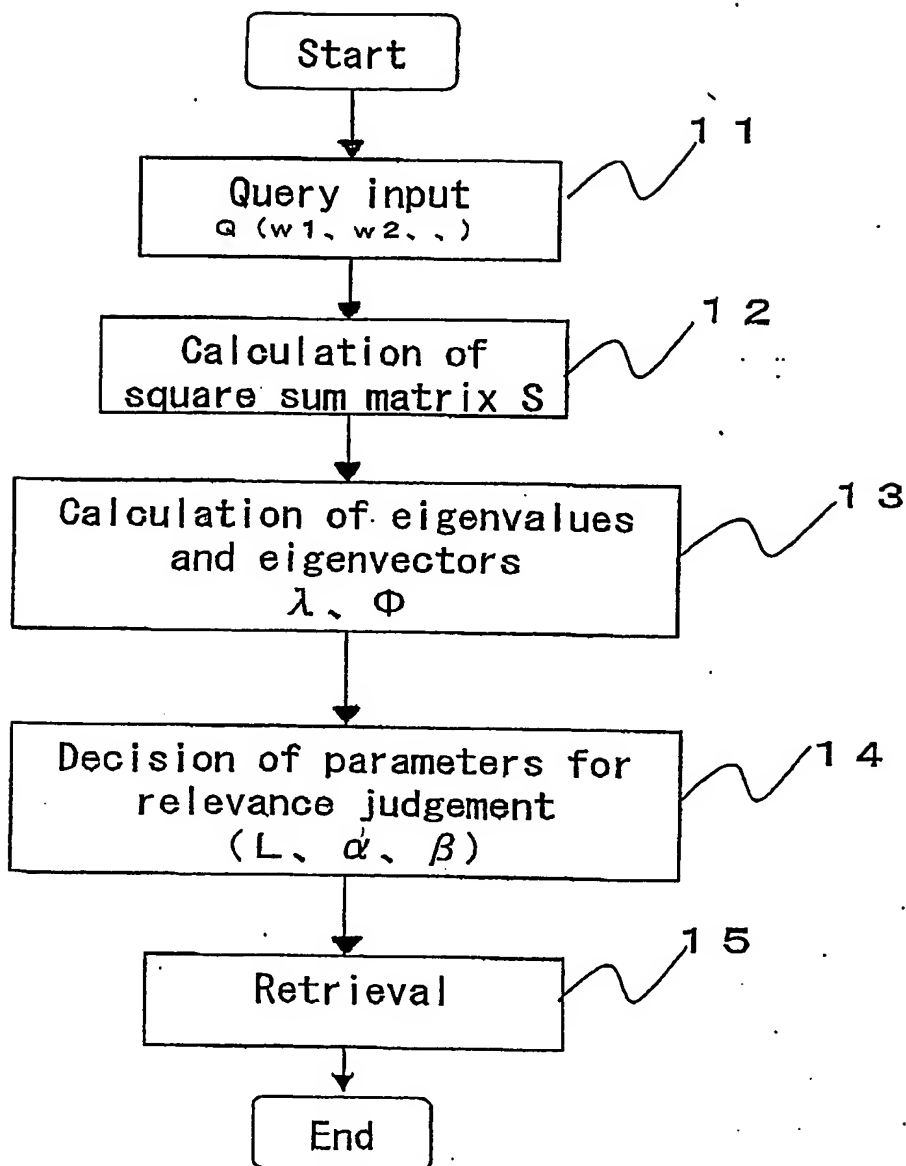 Start
11
Query input
Q (w1、w2、、)
12
Calculation of
square sum matrix S
13
Calculation of eigenvalues
and eigenvectors
λ、Φ
14
Decision of parameters for
relevance judgement
(L、α、β)
15
Retrieval
End